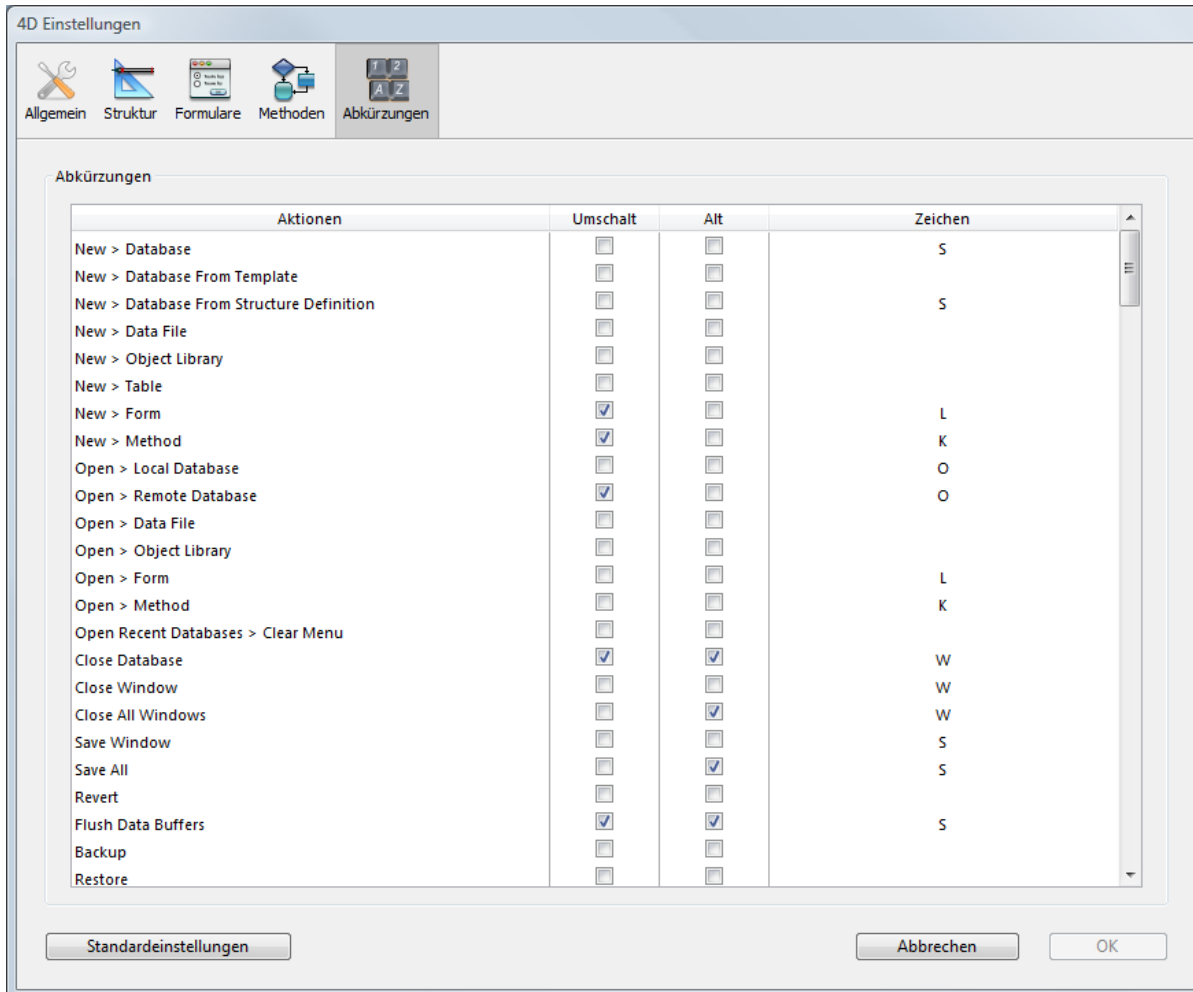 4D Einstellungen
Allgemein Struktur Formulare Methoden Abkürzungen
Abkürzungen
Aktionen Umschalt Alt Zeichen
New > Database S
New > Database From Template
New > Database From Structure Definition S
New > Data File
New > Object Library
New > Table
New > Form L
New > Method K
Open > Local Database O
Open > Remote Database O
Open > Data File
Open > Object Library
Open > Form L
Open > Method K
Open Recent Databases > Clear Menu
Close Database W
Close Window W
Close All Windows W
Save Window S
Save All S
Revert
Flush Data Buffers S
Backup
Restore
Standardeinstellungen Abbrechen OK